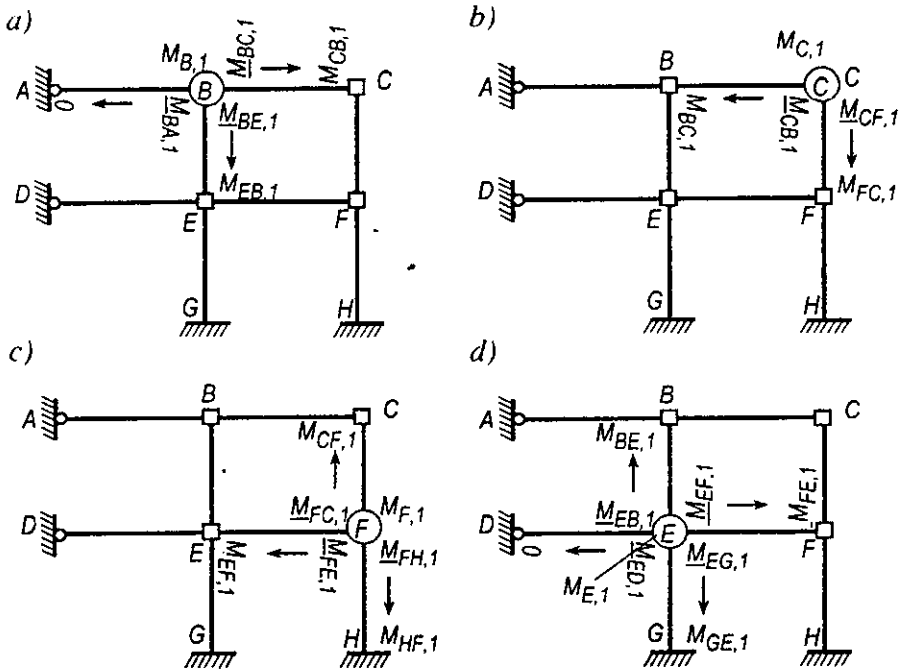 a)
M_B,1
M_BC,1
M_CB,1
A
B
C
0
M_BA,1
M_BE,1
M_EB,1
D
E
F
G
H
b)
M_C,1
B
C
C
A
M_BC,1
M_CB,1
M_CF,1
M_FC,1
D
E
F
G
H
c)
B
C
A
M_CF,1
M_FC,1
M_F,1
D
F
E
M_EF,1
M_FE,1
M_FH,1
G
H
M_HF,1
d)
B
C
A
M_BE,1
M_EF,1
M_FE,1
M_EB,1
D
E
F
0
M_ED,1
M_EG,1
M_E,1
G
M_GE,1
H